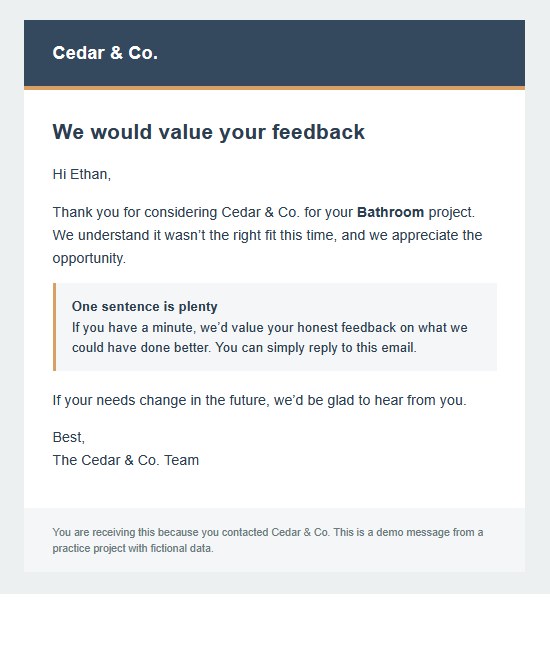 Cedar & Co.
We would value your feedback
Hi Ethan,
Thank you for considering Cedar & Co. for your Bathroom project.
We understand it wasn’t the right fit this time, and we appreciate the
opportunity.
One sentence is plenty
If you have a minute, we’d value your honest feedback on what we
could have done better. You can simply reply to this email.
If your needs change in the future, we’d be glad to hear from you.
Best,
The Cedar & Co. Team
You are receiving this because you contacted Cedar & Co. This is a demo message from a
practice project with fictional data.